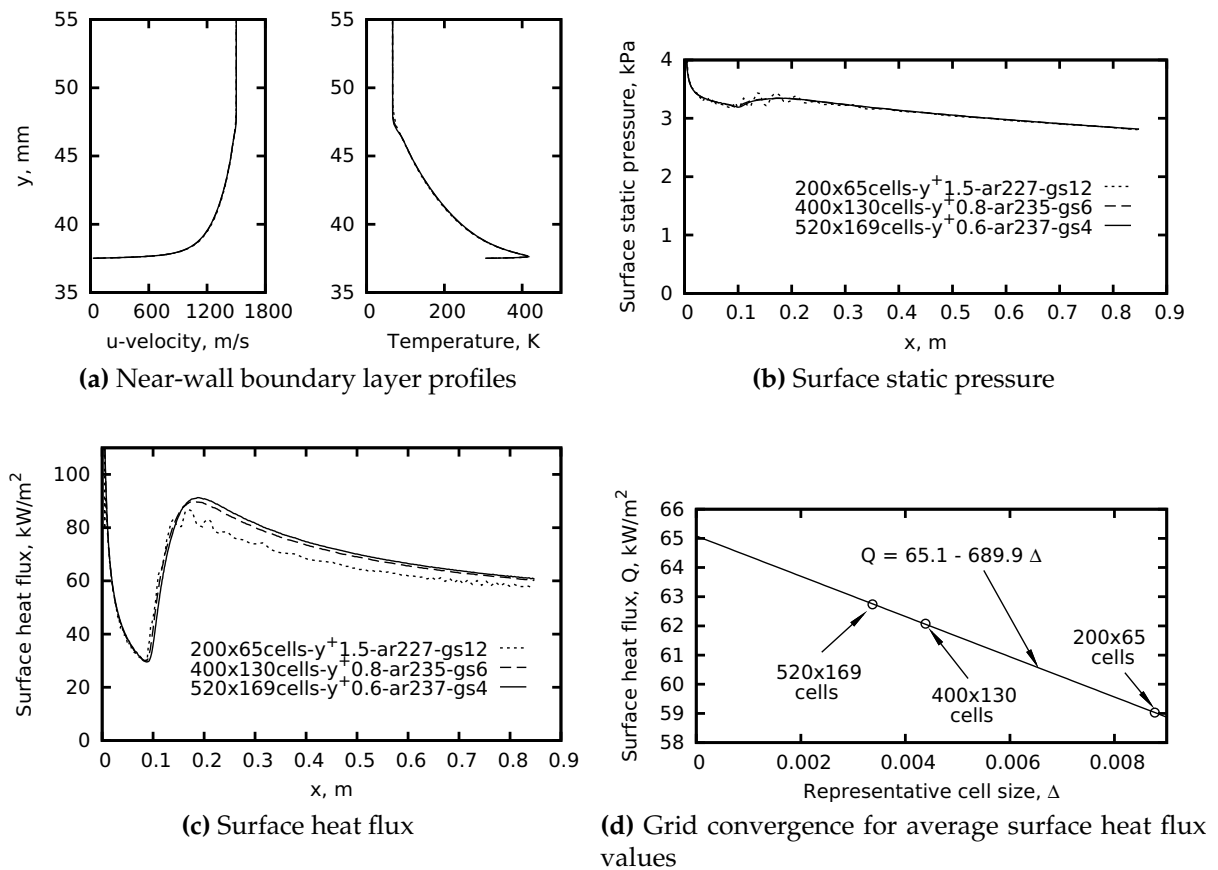 55
50
45
40
35
y, mm
0 600 1200 1800
u-velocity, m/s
55
50
45
40
35
0 200 400
Temperature, K
(a) Near-wall boundary layer profiles
Surface static pressure, kPa
4
3
2
1
0
200x65cells-y+1.5-ar227-gs12
400x130cells-y+0.8-ar235-gs6
520x169cells-y+0.6-ar237-gs4
0 0.1 0.2 0.3 0.4 0.5 0.6 0.7 0.8 0.9
x, m
(b) Surface static pressure
Surface heat flux, kW/m²
100
80
60
40
20
0
200x65cells-y+1.5-ar227-gs12
400x130cells-y+0.8-ar235-gs6
520x169cells-y+0.6-ar237-gs4
0 0.1 0.2 0.3 0.4 0.5 0.6 0.7 0.8 0.9
x, m
(c) Surface heat flux
Surface heat flux, Q, kW/m²
66
65
64
63
62
61
60
59
58
Q = 65.1 - 689.9 Δ
520x169
cells
400x130
cells
200x65
cells
0 0.002 0.004 0.006 0.008
Representative cell size, Δ
(d) Grid convergence for average surface heat flux
values